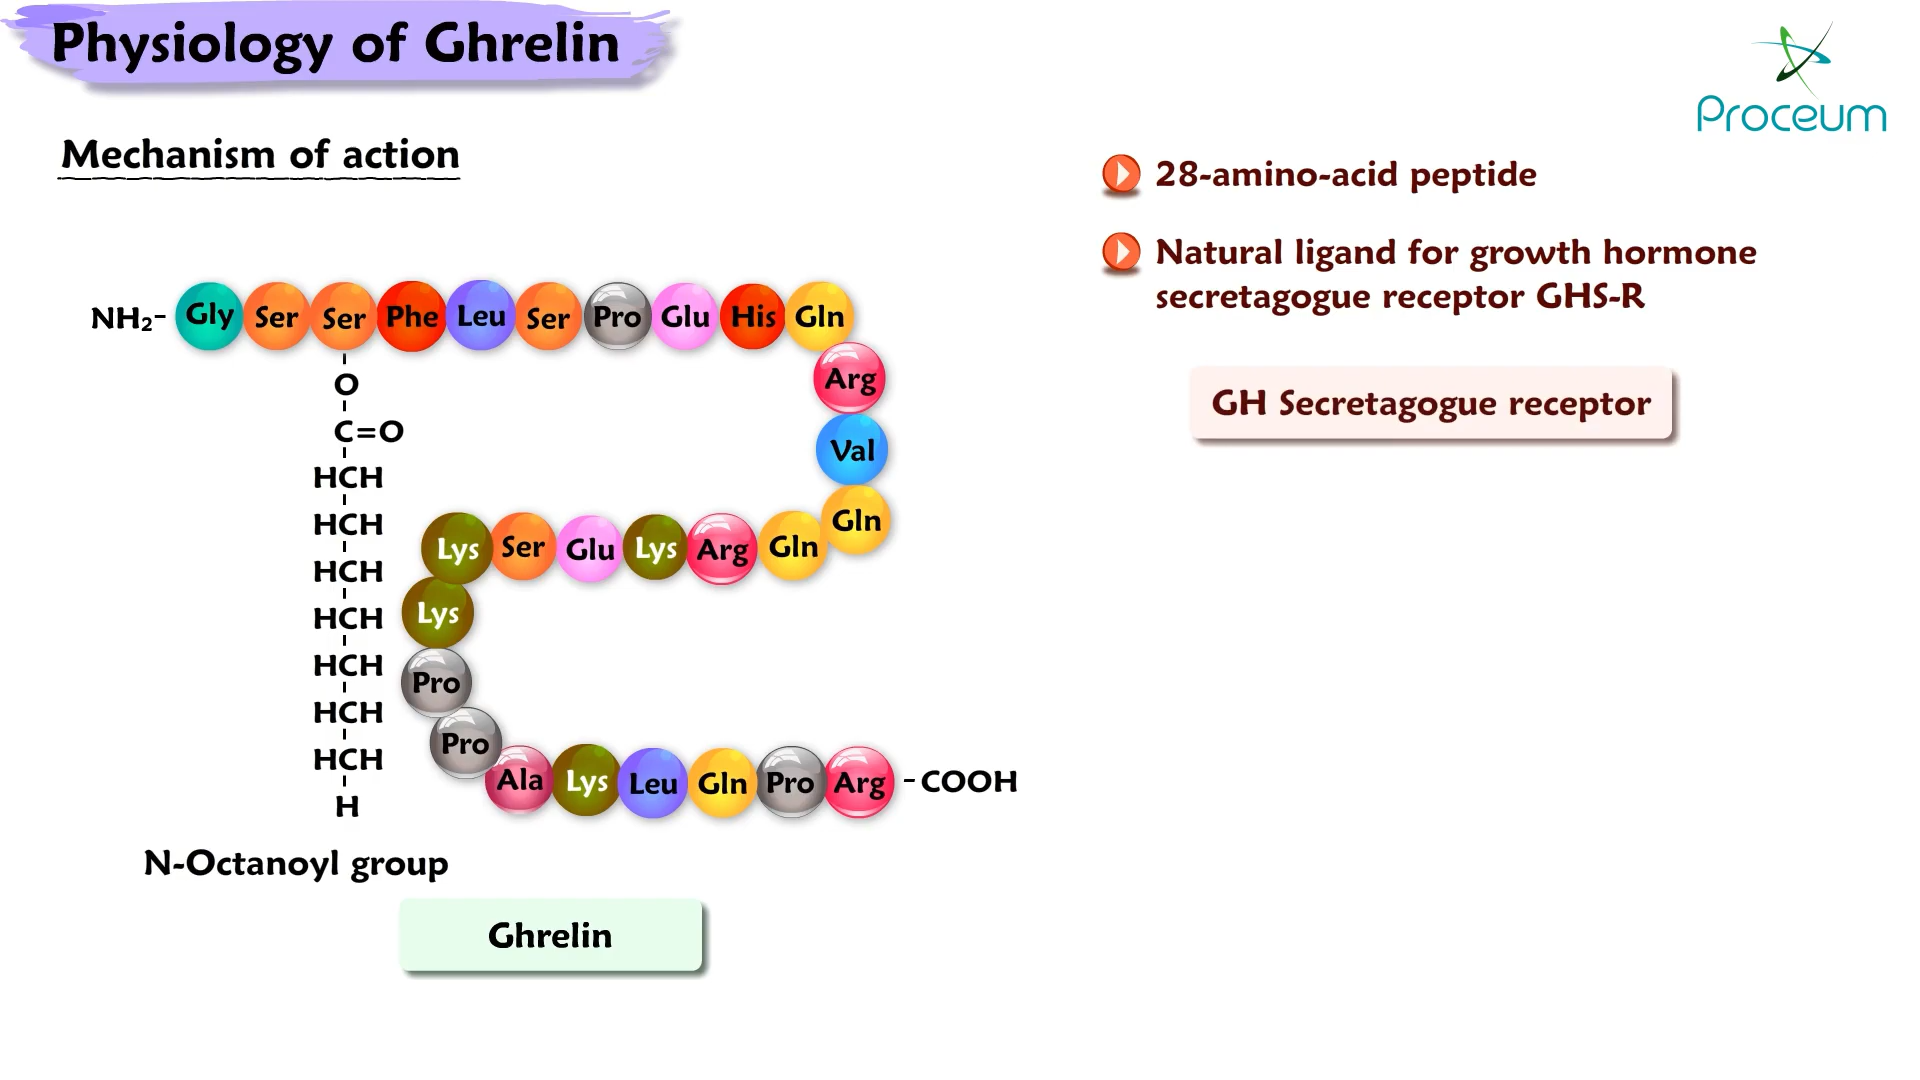 Physiology of Ghrelin
Proceum
Mechanism of action
28-amino-acid peptide
Natural ligand for growth hormone
secretagogue receptor GHS-R
GH Secretagogue receptor
NH₂- Gly Ser Ser Phe Leu Ser Pro Glu His Gln
Arg
Val
Gln
Gln
Arg
Lys
Glu
Ser
Lys
Lys
Pro
Pro
Ala Lys Leu Gln Pro Arg -COOH
O
C=O
HCH
HCH
HCH
HCH
HCH
HCH
HCH
H
N-Octanoyl group
Ghrelin